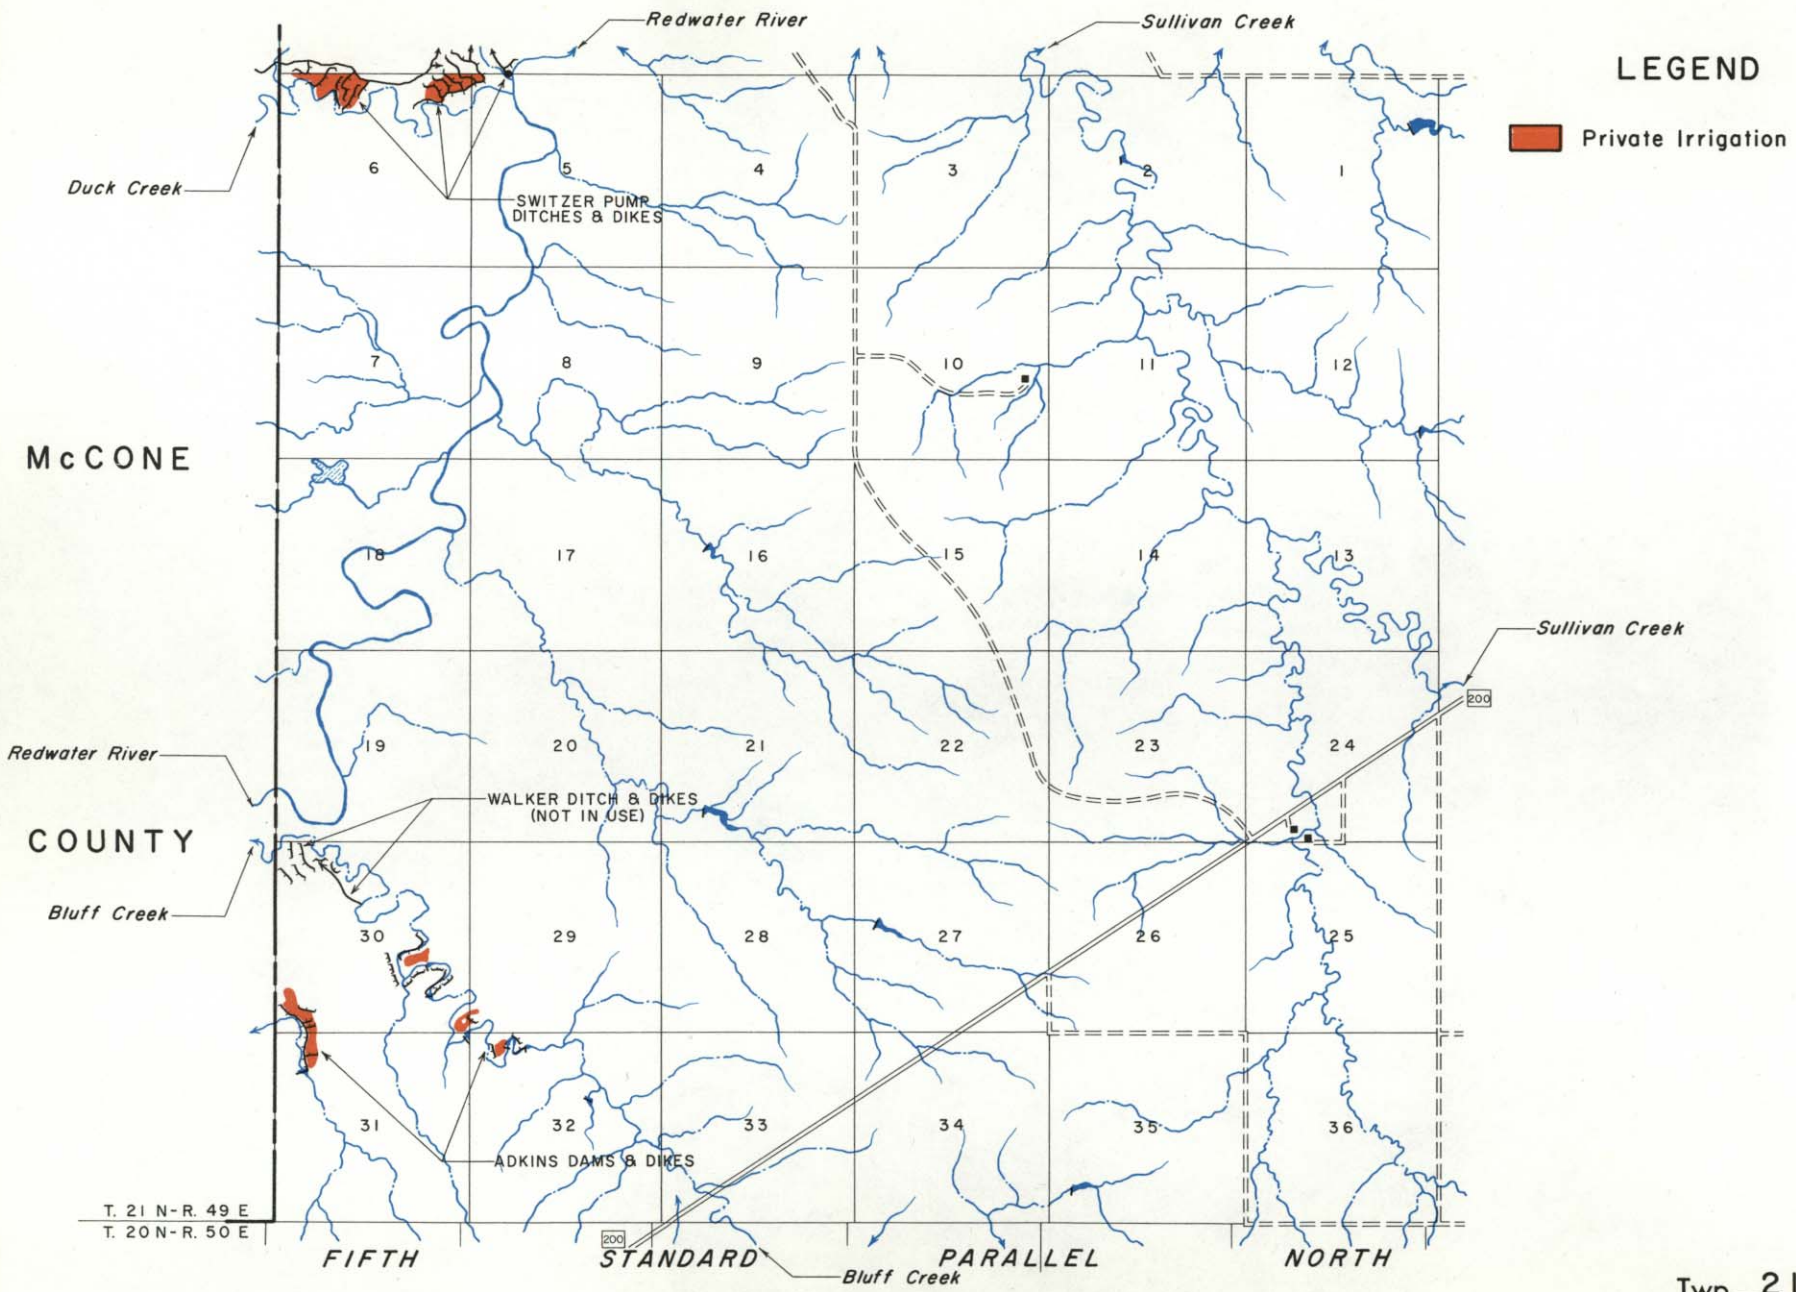 Redwater River
Sullivan Creek
LEGEND
Private Irrigation
Duck Creek
6 5 4 3 2 1
SWITZER PUMP
DITCHES & DIKES
7 8 9 10 11 12
McCONE
18 17 16 15 14 13
Sullivan Creek
200
19 20 21 22 23 24
Redwater River
WALKER DITCH & DIKES
(NOT IN USE)
COUNTY
Bluff Creek
30 29 28 27 26 25
31 32 33 34 35 36
ADKINS DAMS & DIKES
T. 21 N-R. 49 E
T. 20 N-R. 50 E
200
FIFTH STANDARD PARALLEL NORTH
Bluff Creek
Twp. 21